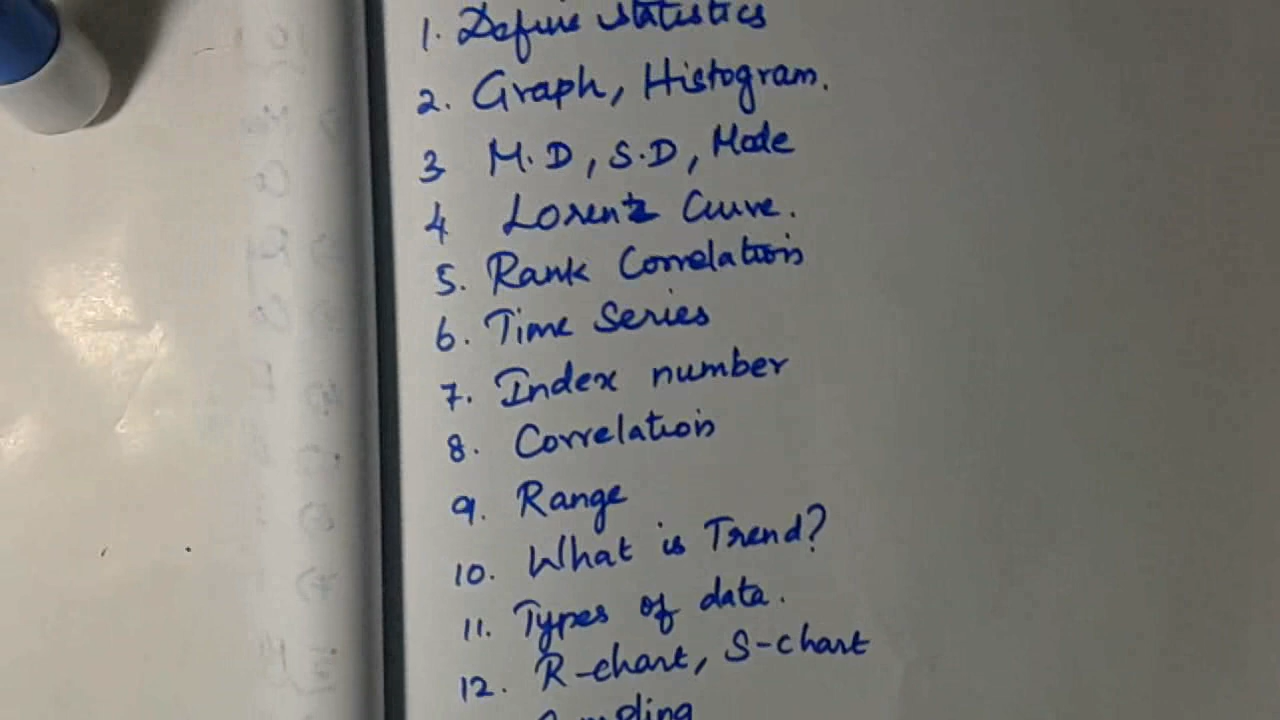 1. Define statistics
2. Graph, Histogram.
3 M.D, S.D, Mode
4 Lorentz Curve.
5. Rank Correlation
6. Time Series
7. Index number
8. Correlation
9. Range
10. What is Trend?
11. Types of data.
12. R-chart, S-chart